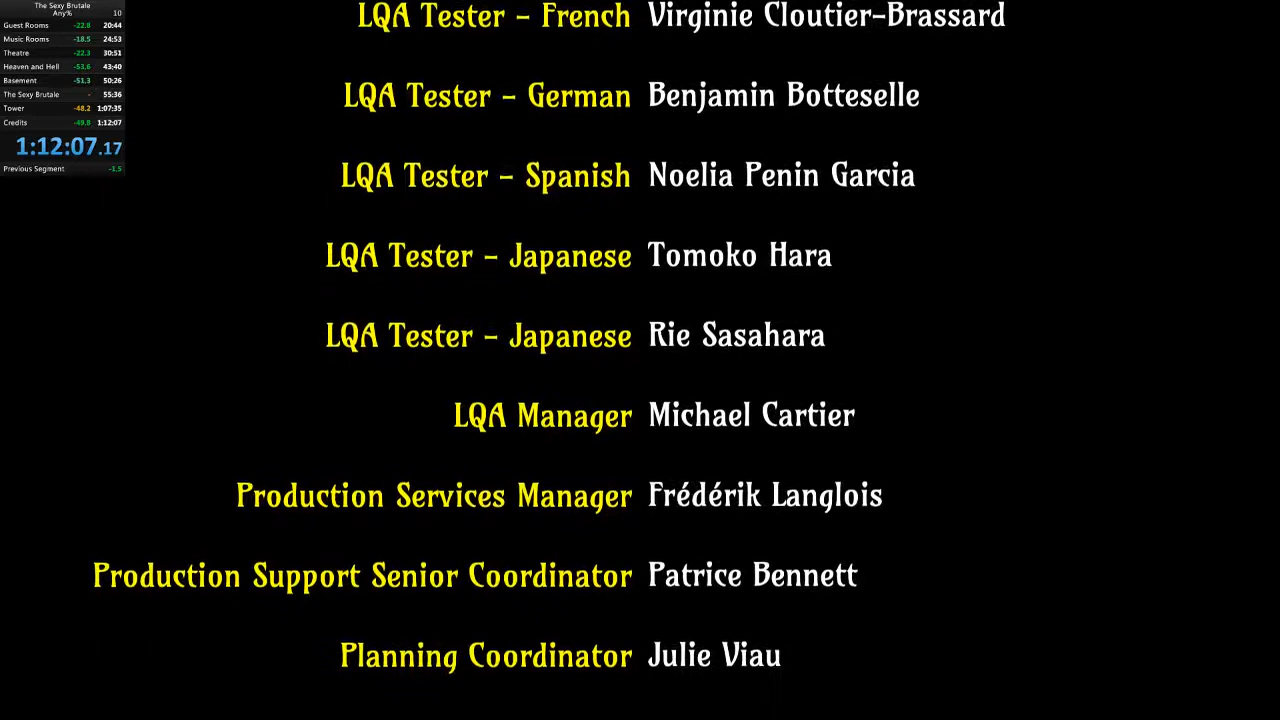 The Sexy Brutale
Any% 10
Guest Rooms -22.8 20:44
Music Rooms -18.5 24:53
Theatre -22.3 30:51
Heaven and Hell -53.6 43:40
Basement -51.3 50:26
The Sexy Brutale - 55:36
Tower -48.2 1:07:35
Credits -49.8 1:12:07
1:12:07.17
Previous Segment -1.5
LQA Tester - French Virginie Cloutier-Brassard
LQA Tester - German Benjamin Botteselle
LQA Tester - Spanish Noelia Penin Garcia
LQA Tester - Japanese Tomoko Hara
LQA Tester - Japanese Rie Sasahara
LQA Manager Michael Cartier
Production Services Manager Frédérik Langlois
Production Support Senior Coordinator Patrice Bennett
Planning Coordinator Julie Viau